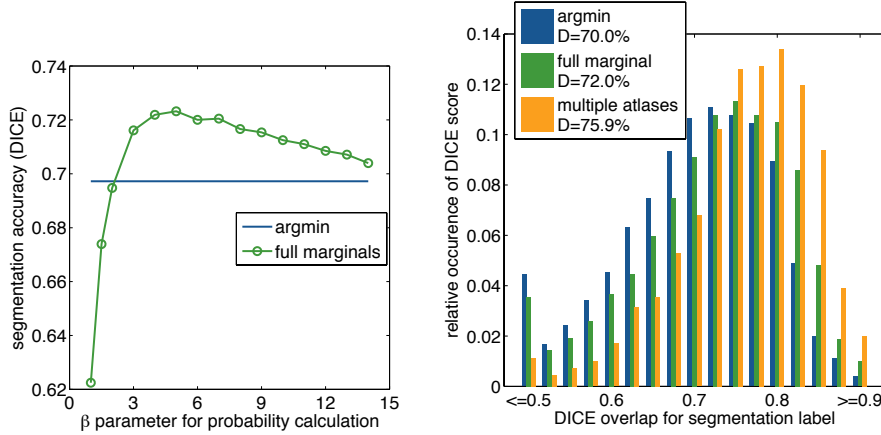 0.74
0.72
0.7
0.68
0.66
0.64
0.62
0
3
6
9
12
15
segmentation accuracy (DICE)
β parameter for probability calculation
argmin
full marginals
0.14
0.12
0.1
0.08
0.06
0.04
0.02
0
<=0.5
0.6
0.7
0.8
>=0.9
relative occurence of DICE score
DICE overlap for segmentation label
argmin
D=70.0%
full marginal
D=72.0%
multiple atlases
D=75.9%